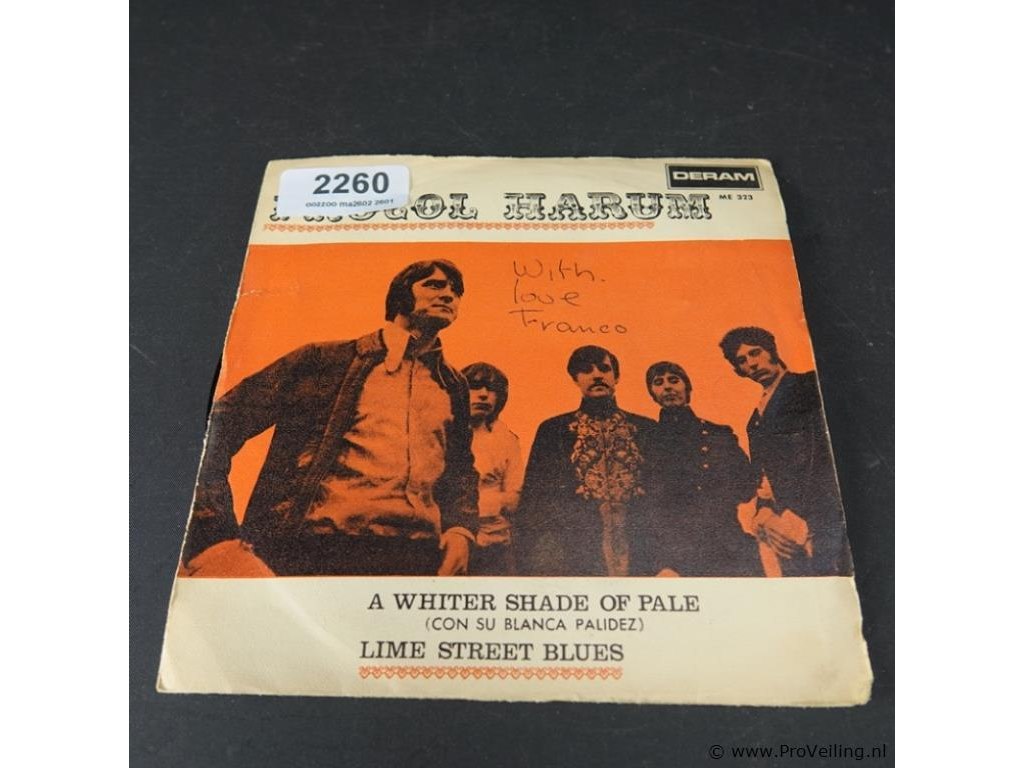 2260
DERAM
PROCOL HARUM
ME 323
With
love
Franco
A WHITER SHADE OF PALE
(CON SU BLANCA PALIDEZ)
LIME STREET BLUES
© www.ProVeiling.nl